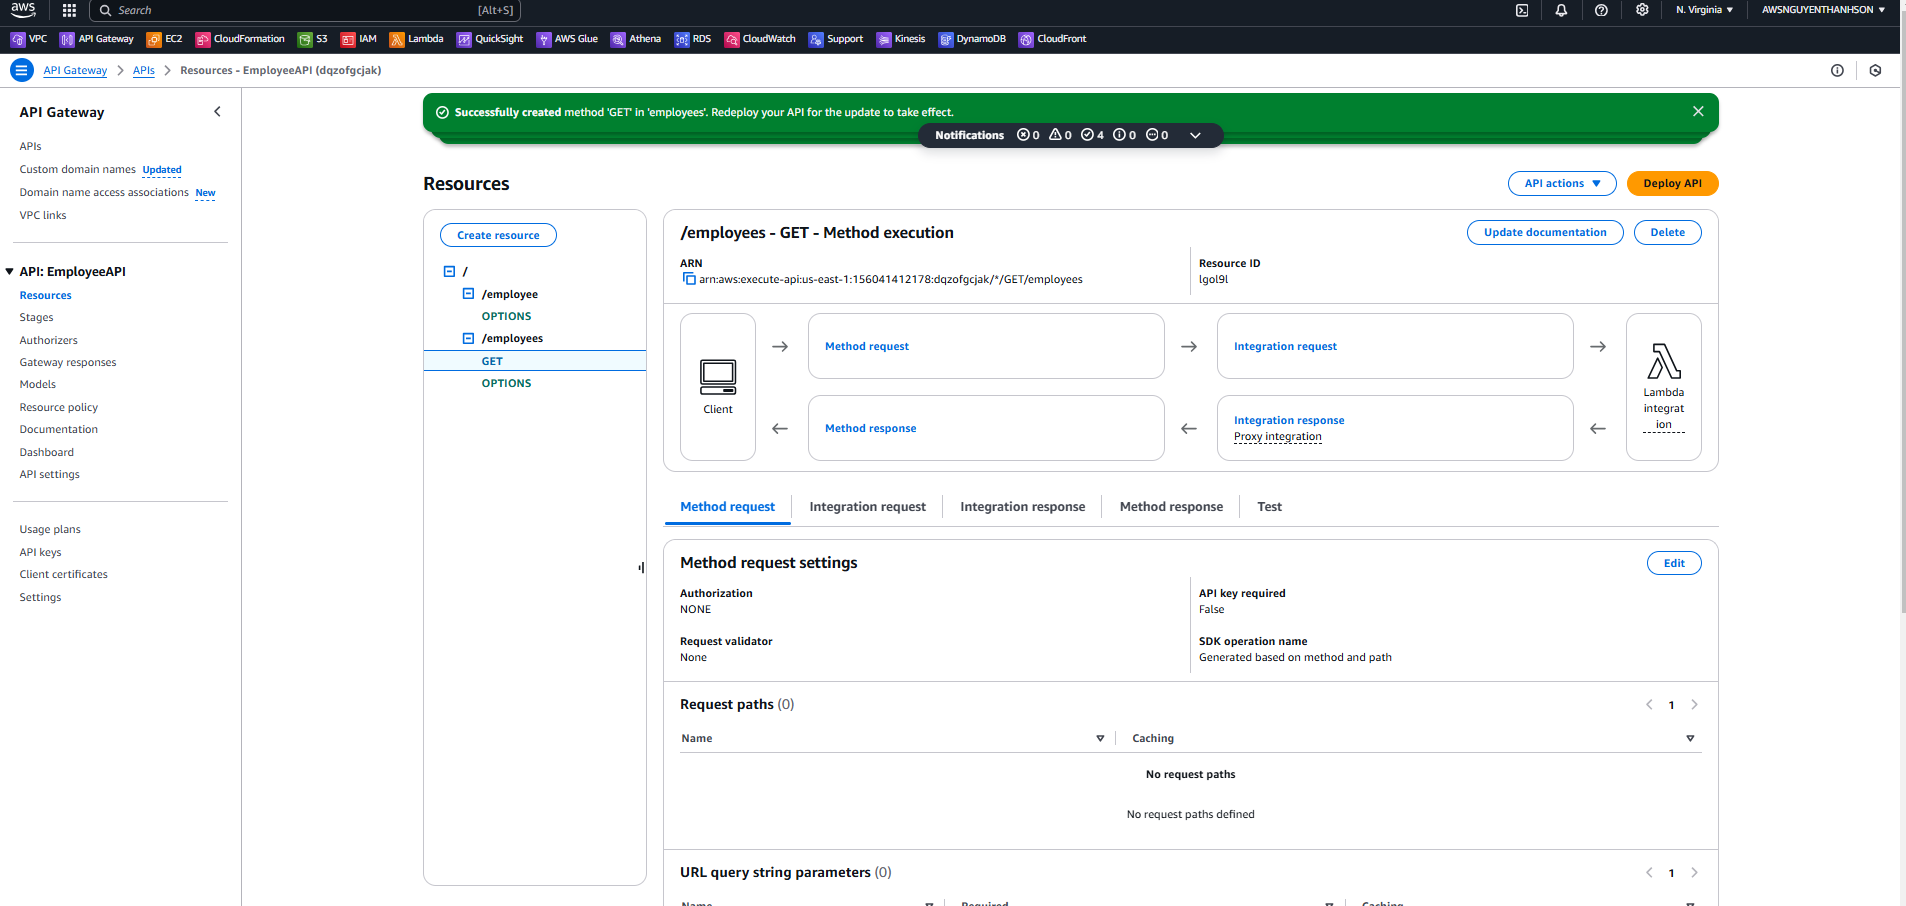 aws
Search [Alt+S] N. Virginia AWSNGUYENTHANHSON
VPC API Gateway EC2 CloudFormation S3 IAM Lambda QuickSight AWS Glue Athena RDS CloudWatch Support Kinesis DynamoDB CloudFront
API Gateway > APIs > Resources - EmployeeAPI (dqzofgcjak)
API Gateway
APIs
Custom domain names Updated
Domain name access associations New
VPC links
API: EmployeeAPI
Resources
Stages
Authorizers
Gateway responses
Models
Resource policy
Documentation
Dashboard
API settings
Usage plans
API keys
Client certificates
Settings
Successfully created method 'GET' in 'employees'. Redeploy your API for the update to take effect.
Notifications 0 0 4 0 0
Resources
API actions Deploy API
Create resource
/
/employee
OPTIONS
/employees
GET
OPTIONS
/employees - GET - Method execution
Update documentation Delete
ARN
arn:aws:execute-api:us-east-1:156041412178:dqzofgcjak/*/GET/employees
Resource ID
lgol9l
Client
Method request
Integration request
Method response
Integration response
Proxy integration
Lambda
integrat
ion
Method request Integration request Integration response Method response Test
Method request settings
Edit
Authorization
NONE
API key required
False
Request validator
None
SDK operation name
Generated based on method and path
Request paths (0)
1
Name Caching
No request paths
No request paths defined
URL query string parameters (0)
1
Name Required Caching